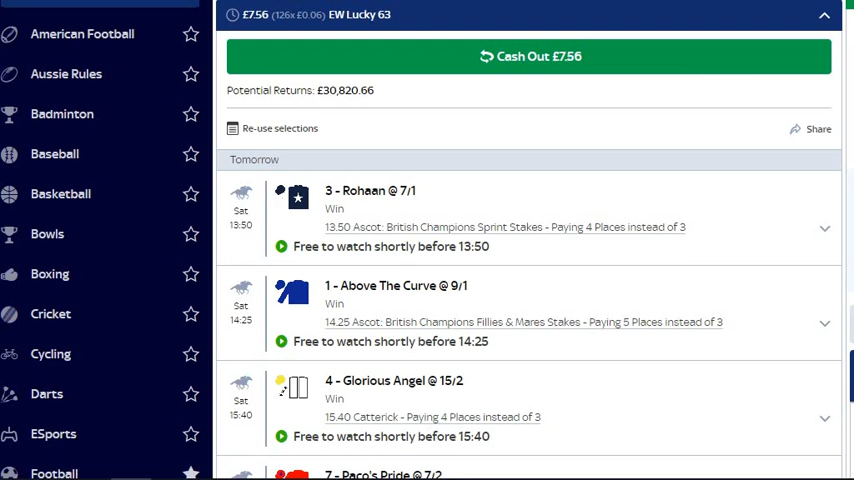 American Football
Aussie Rules
Badminton
Baseball
Basketball
Bowls
Boxing
Cricket
Cycling
Darts
ESports
Football
£7.56 (126x £0.06) EW Lucky 63
Cash Out £7.56
Potential Returns: £30,820.66
Re-use selections
Share
Tomorrow
Sat
13:50
3 - Rohaan @ 7/1
Win
13.50 Ascot: British Champions Sprint Stakes - Paying 4 Places instead of 3
Free to watch shortly before 13:50
Sat
14:25
1 - Above The Curve @ 9/1
Win
14.25 Ascot: British Champions Fillies & Mares Stakes - Paying 5 Places instead of 3
Free to watch shortly before 14:25
Sat
15:40
4 - Glorious Angel @ 15/2
Win
15.40 Catterick - Paying 4 Places instead of 3
Free to watch shortly before 15:40
7 - Paco's Pride @ 7/2